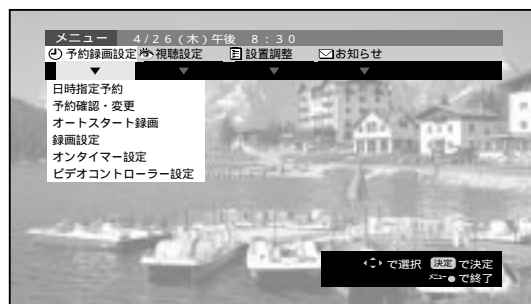 メニュー 4/26(木)午後 8:30
予約録画設定 視聴設定 設置調整 お知らせ
日時指定予約
予約確認・変更
オートスタート録画
録画設定
オンタイマー設定
ビデオコントローラー設定
で選択 決定 で決定
メニュー で終了